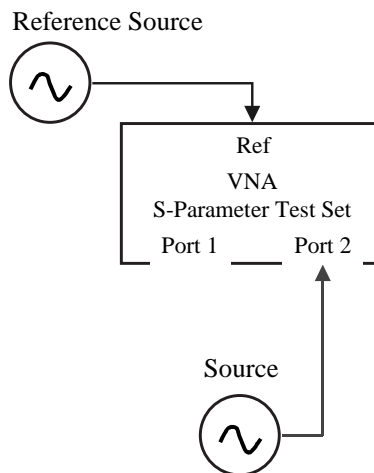 Reference Source
Ref
VNA
S-Parameter Test Set
Port 1 Port 2
Source